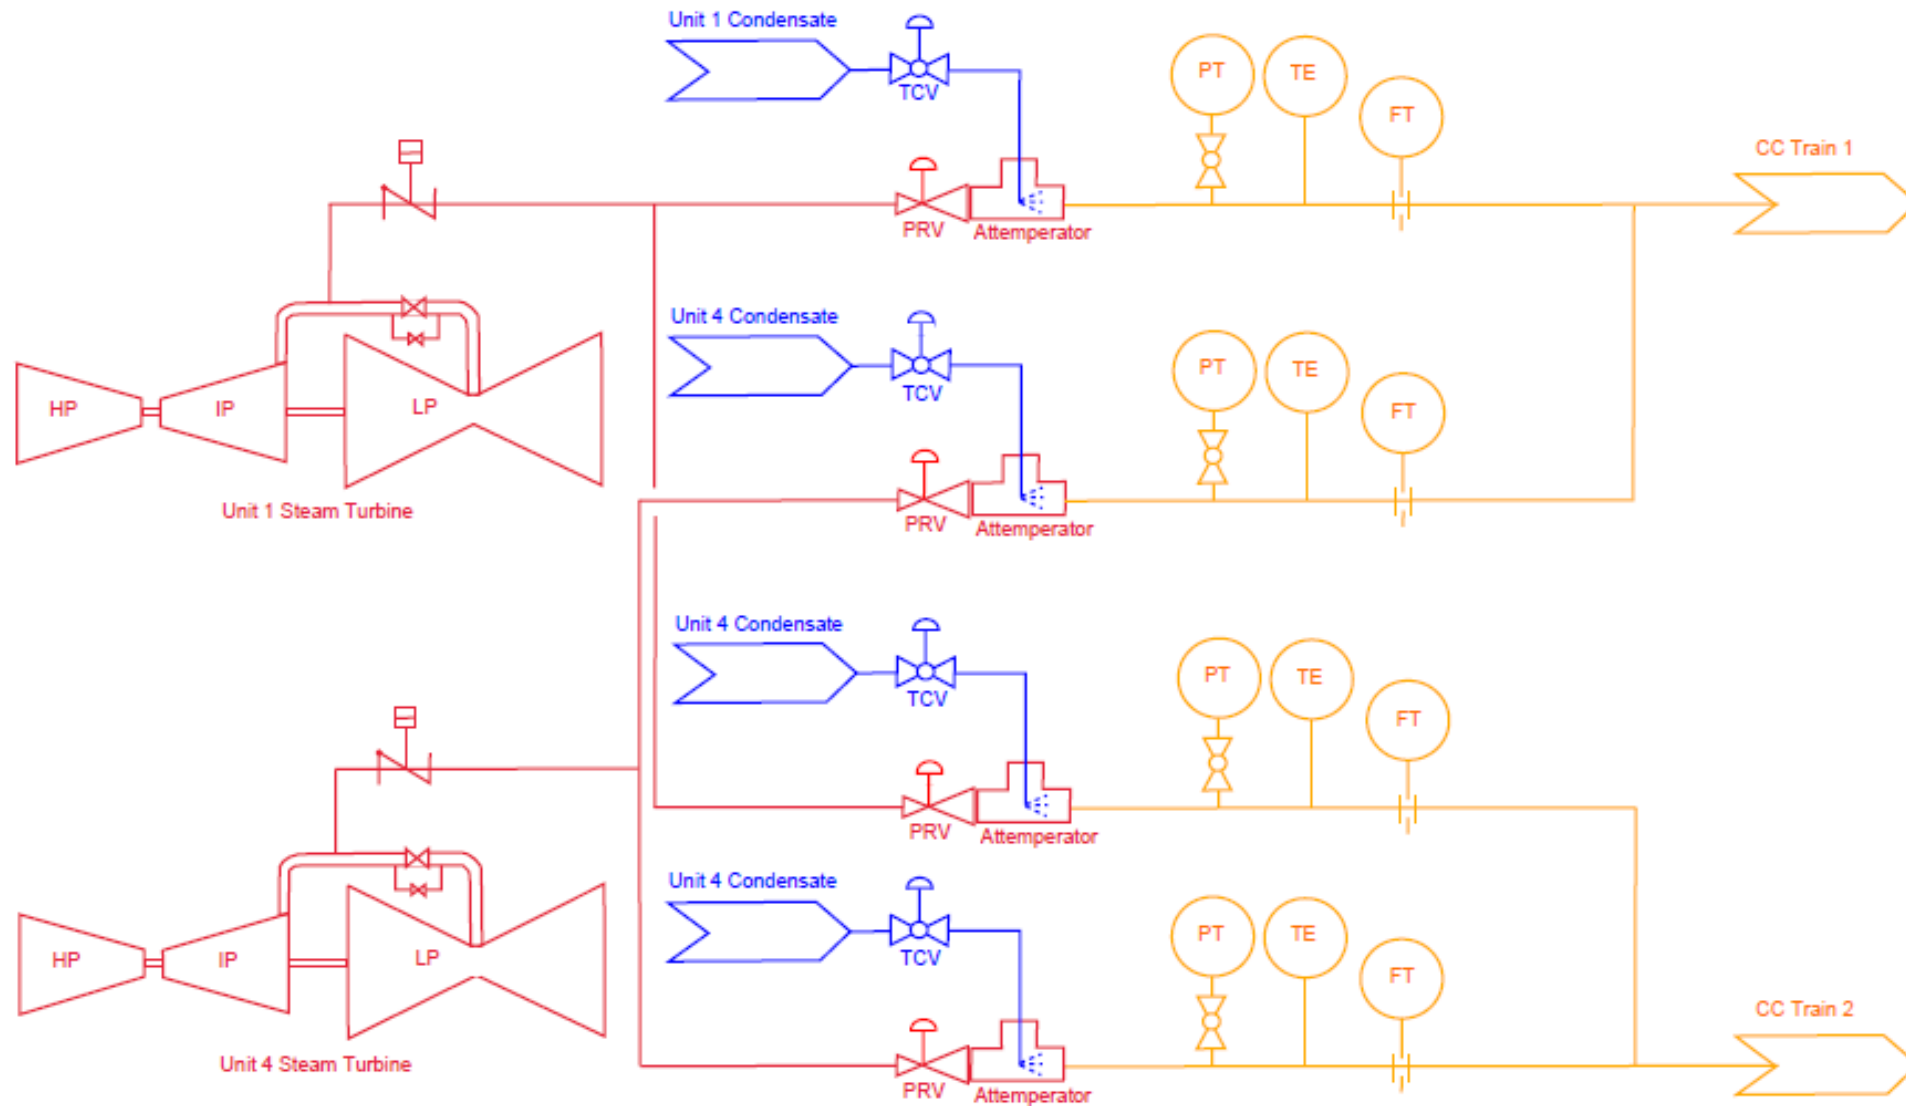 Unit 1 Condensate
TCV
PT
TE
FT
CC Train 1
PRV
Attemperator
HP
IP
LP
Unit 1 Steam Turbine
Unit 4 Condensate
TCV
PT
TE
FT
PRV
Attemperator
Unit 4 Condensate
TCV
PT
TE
FT
PRV
Attemperator
HP
IP
LP
Unit 4 Steam Turbine
Unit 4 Condensate
TCV
PT
TE
FT
CC Train 2
PRV
Attemperator